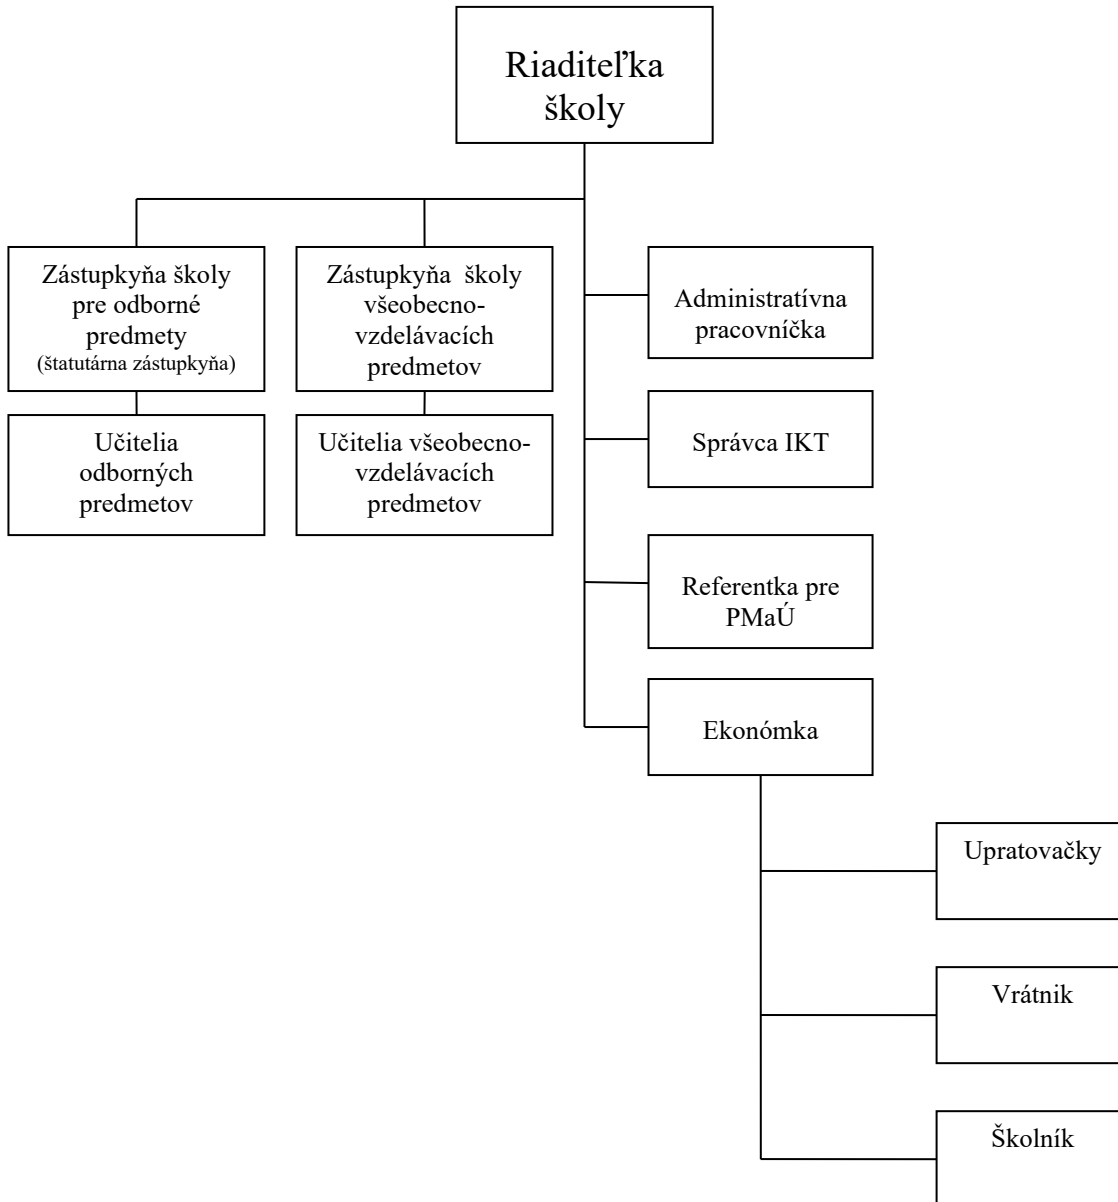 Riaditeľka
školy
Zástupkyňa školy
pre odborné
predmety
(štatutárna zástupkyňa)
Zástupkyňa školy
všeobecno-
vzdelávacích
predmetov
Administratívna
pracovníčka
Učitelia
odborných
predmetov
Učitelia všeobecno-
vzdelávacích
predmetov
Správca IKT
Referentka pre
PMaÚ
Ekonómka
Upratovačky
Vrátnik
Školník